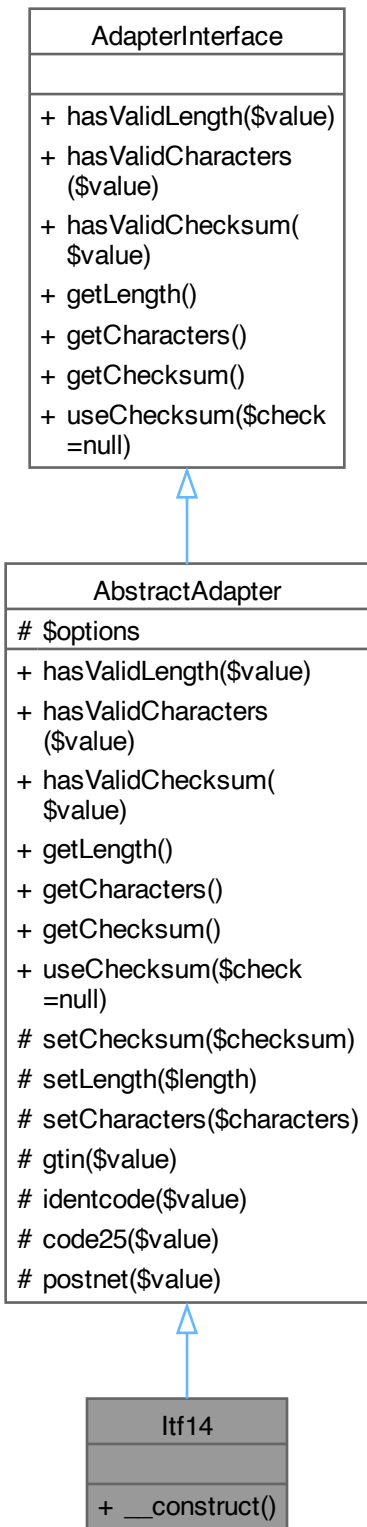 AdapterInterface
+ hasValidLength($value)
+ hasValidCharacters
($value)
+ hasValidChecksum(
$value)
+ getLength()
+ getCharacters()
+ getChecksum()
+ useChecksum($check
=null)
AbstractAdapter
# $options
+ hasValidLength($value)
+ hasValidCharacters
($value)
+ hasValidChecksum(
$value)
+ getLength()
+ getCharacters()
+ getChecksum()
+ useChecksum($check
=null)
# setChecksum($checksum)
# setLength($length)
# setCharacters($characters)
# gtin($value)
# identcode($value)
# code25($value)
# postnet($value)
Itf14
+ __construct()